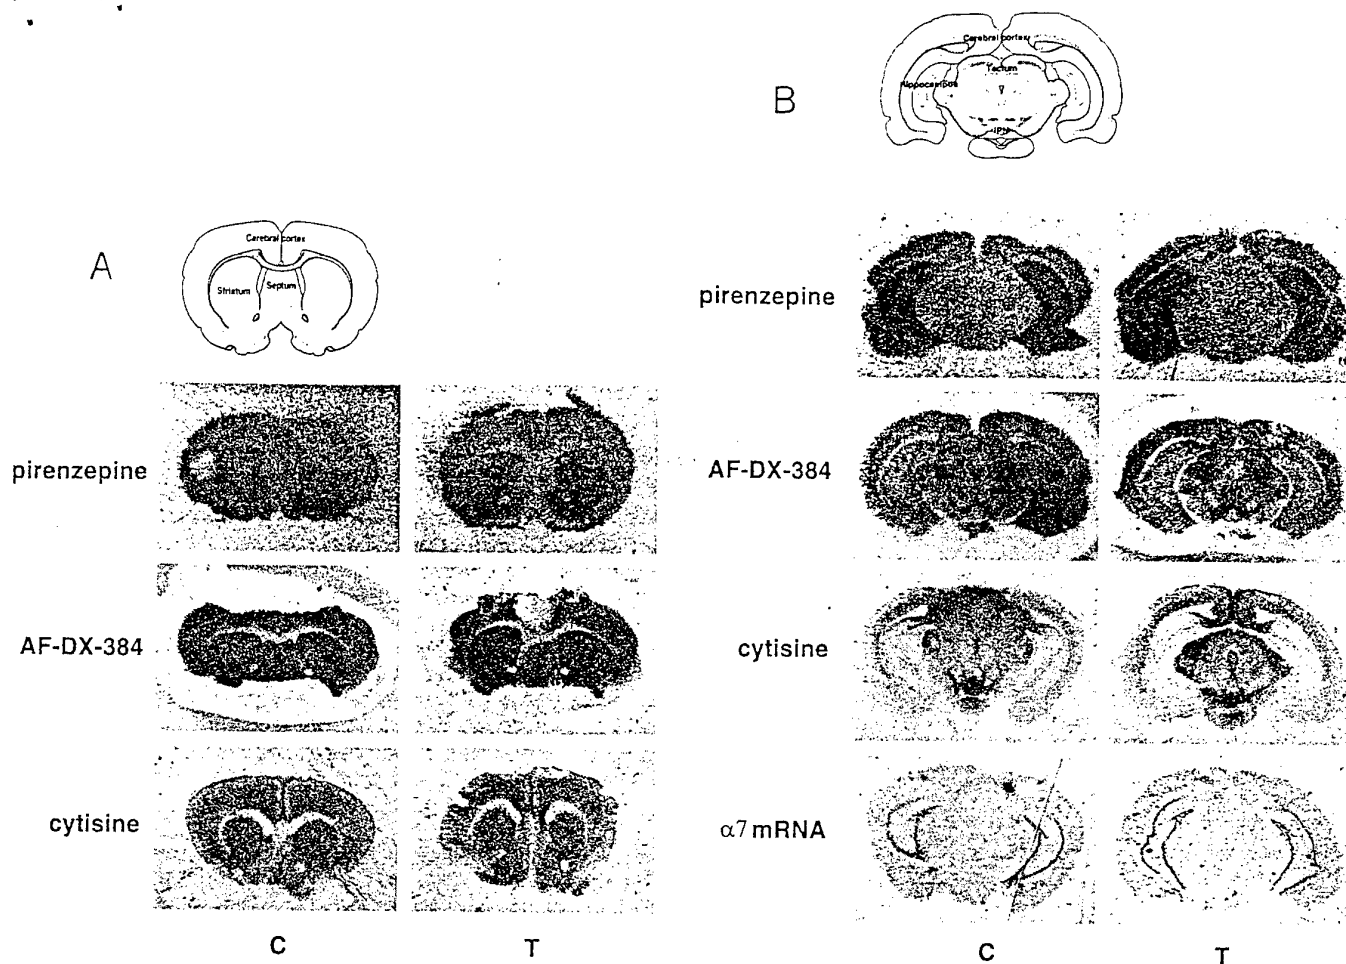 A
Cerebral cortex
Striatum
Septum
pirenzepine
AF-DX-384
cytisine
C
T
B
Cerebral cortex
Tectum
Hippocampus
IPN
pirenzepine
AF-DX-384
cytisine
α7 mRNA
C
T